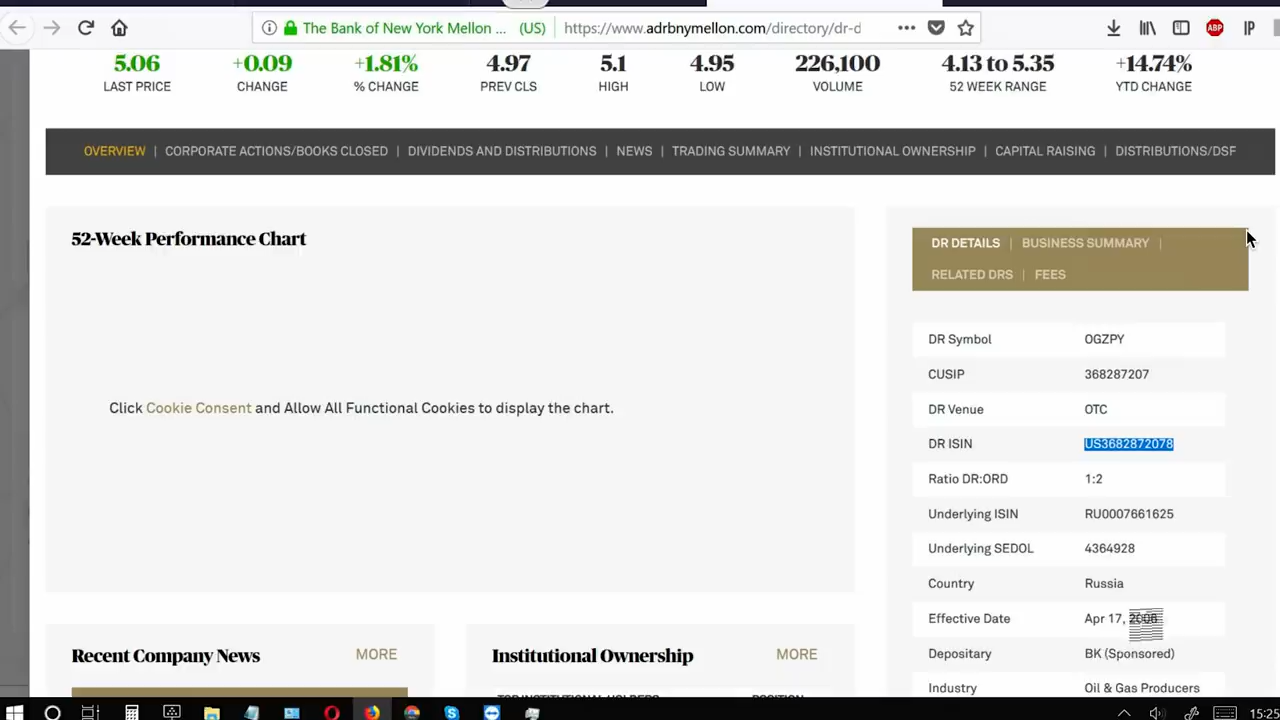 The Bank of New York Mellon ... (US) https://www.adrbnymellon.com/directory/dr-d
ABP IP
5.06 +0.09 +1.81% 4.97 5.1 4.95 226,100 4.13 to 5.35 +14.74%
LAST PRICE CHANGE % CHANGE PREV CLS HIGH LOW VOLUME 52 WEEK RANGE YTD CHANGE
OVERVIEW | CORPORATE ACTIONS/BOOKS CLOSED | DIVIDENDS AND DISTRIBUTIONS | NEWS | TRADING SUMMARY | INSTITUTIONAL OWNERSHIP | CAPITAL RAISING | DISTRIBUTIONS/DSF
52-Week Performance Chart
Click Cookie Consent and Allow All Functional Cookies to display the chart.
DR DETAILS | BUSINESS SUMMARY |
RELATED DRS | FEES
DR Symbol OGZPY
CUSIP 368287207
DR Venue OTC
DR ISIN US3682872078
Ratio DR:ORD 1:2
Underlying ISIN RU0007661625
Underlying SEDOL 4364928
Country Russia
Effective Date Apr 17,
Depositary BK (Sponsored)
Industry Oil & Gas Producers
Recent Company News MORE
Institutional Ownership MORE
TOP INSTITUTIONAL HOLDERS POSITION
15:25